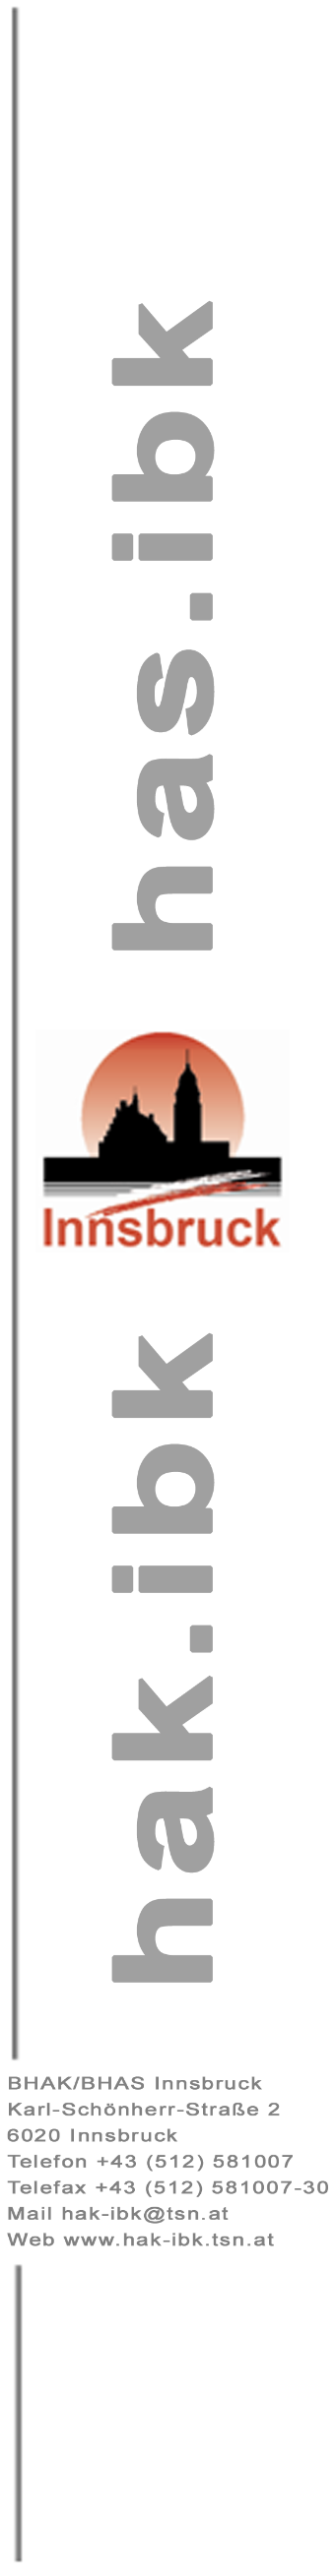 has.ibk
Innsbruck
hak.ibk
BHAK/BHAS Innsbruck
Karl-Schönherr-Straße 2
6020 Innsbruck
Telefon +43 (512) 581007
Telefax +43 (512) 581007-30
Mail hak-ibk@tsn.at
Web www.hak-ibk.tsn.at